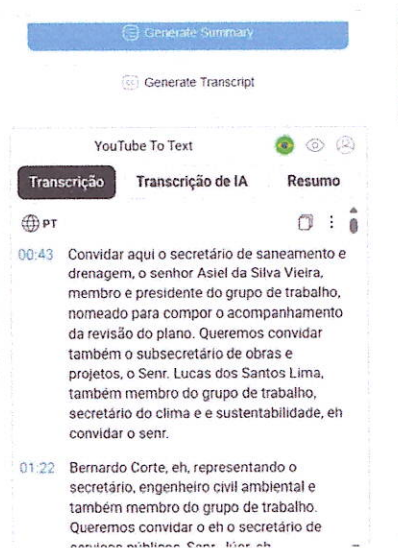 Generate Summary
Generate Transcript
YouTube To Text
Transcrição Transcrição de IA Resumo
PT
00:43 Convidar aqui o secretário de saneamento e
drenagem, o senhor Asiel da Silva Vieira,
membro e presidente do grupo de trabalho,
nomeado para compor o acompanhamento
da revisão do plano. Queremos convidar
também o subsecretário de obras e
projetos, o Senr. Lucas dos Santos Lima,
também membro do grupo de trabalho,
secretário do clima e e sustentabilidade, eh
convidar o senr.
01:22 Bernardo Corte, eh, representando o
secretário, engenheiro civil ambiental e
também membro do grupo de trabalho.
Queremos convidar o eh o secretário de
serviços públicos, Senr.